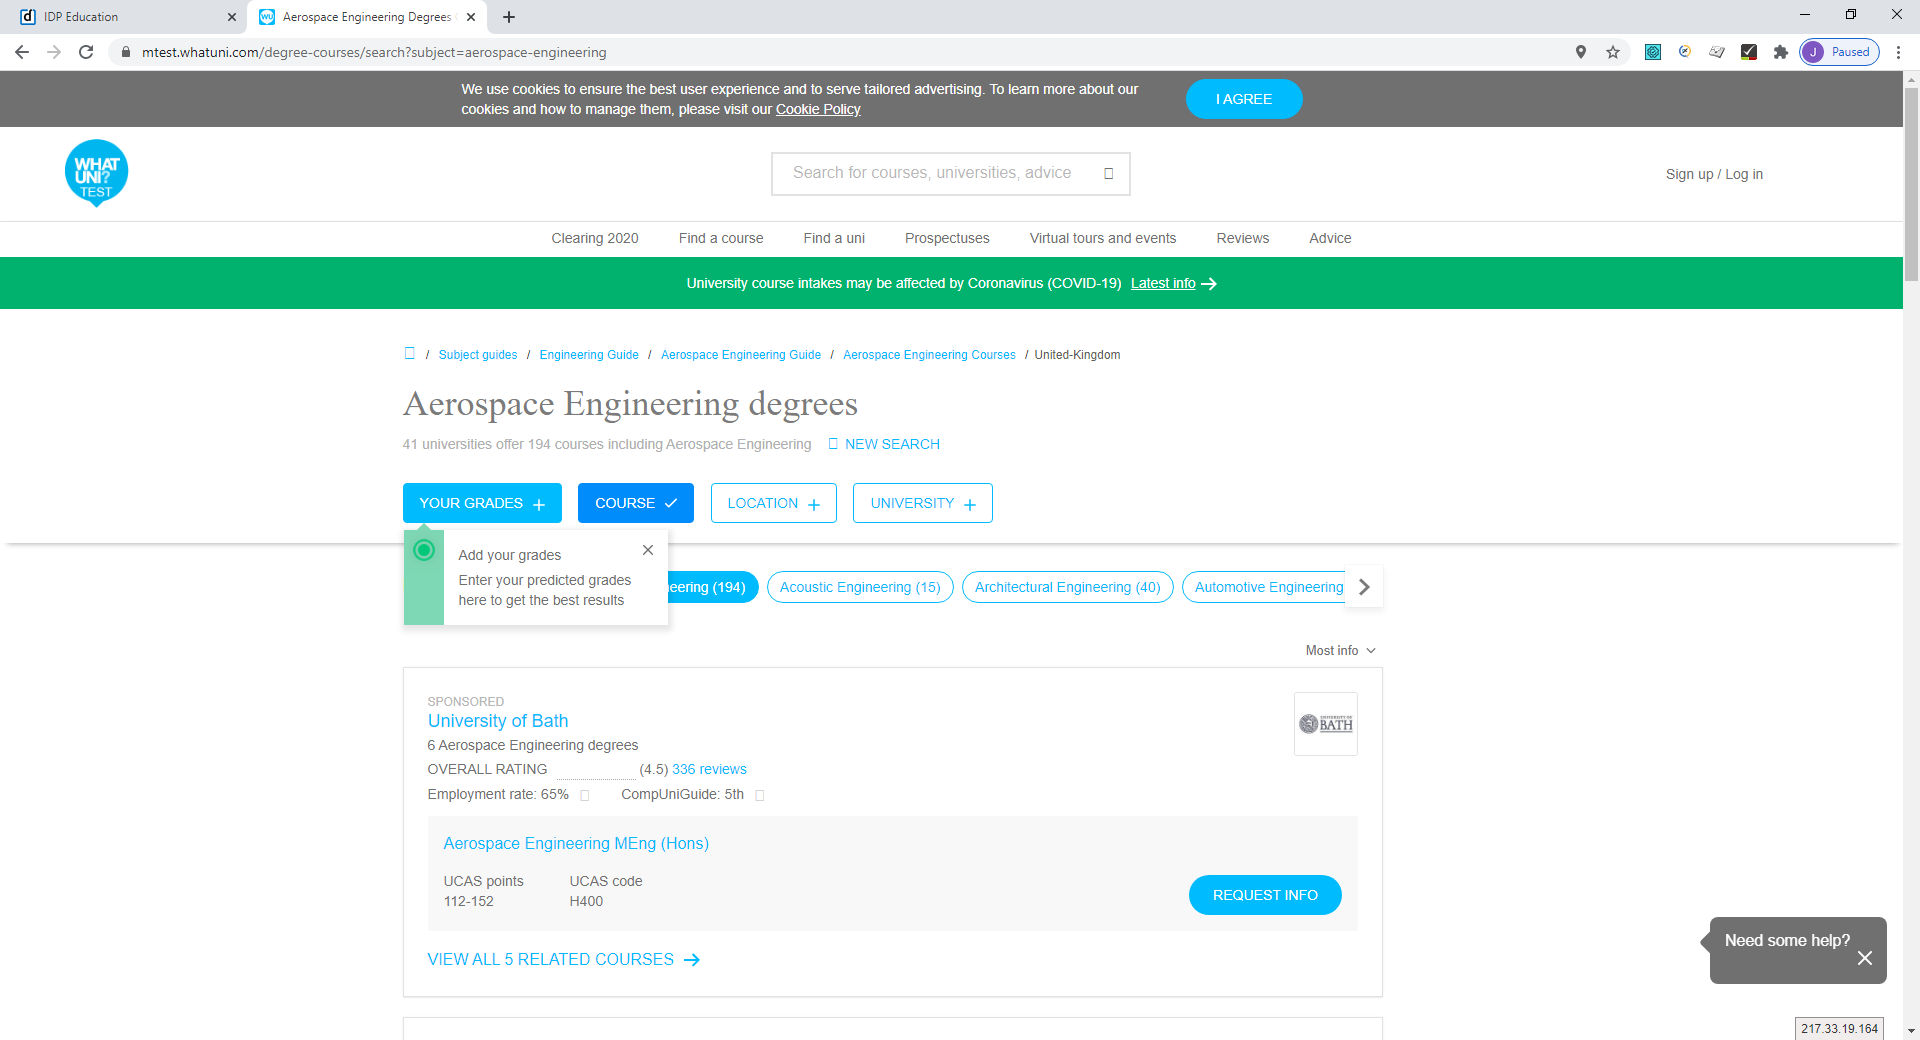 IDP Education
Aerospace Engineering Degrees
mtest.whatuni.com/degree-courses/search?subject=aerospace-engineering
J Paused
We use cookies to ensure the best user experience and to serve tailored advertising. To learn more about our
cookies and how to manage them, please visit our Cookie Policy
I AGREE
WHAT
UNI?
TEST
Search for courses, universities, advice
Sign up / Log in
Clearing 2020 Find a course Find a uni Prospectuses Virtual tours and events Reviews Advice
University course intakes may be affected by Coronavirus (COVID-19) Latest info
/ Subject guides / Engineering Guide / Aerospace Engineering Guide / Aerospace Engineering Courses / United-Kingdom
Aerospace Engineering degrees
41 universities offer 194 courses including Aerospace Engineering NEW SEARCH
YOUR GRADES COURSE LOCATION UNIVERSITY
Add your grades
Enter your predicted grades
here to get the best results
eering (194) Acoustic Engineering (15) Architectural Engineering (40) Automotive Engineering
Most info
SPONSORED
University of Bath
UNIVERSITY OF
BATH
6 Aerospace Engineering degrees
OVERALL RATING (4.5) 336 reviews
Employment rate: 65% CompUniGuide: 5th
Aerospace Engineering MEng (Hons)
UCAS points UCAS code
112-152 H400
REQUEST INFO
VIEW ALL 5 RELATED COURSES
Need some help?
217.33.19.164